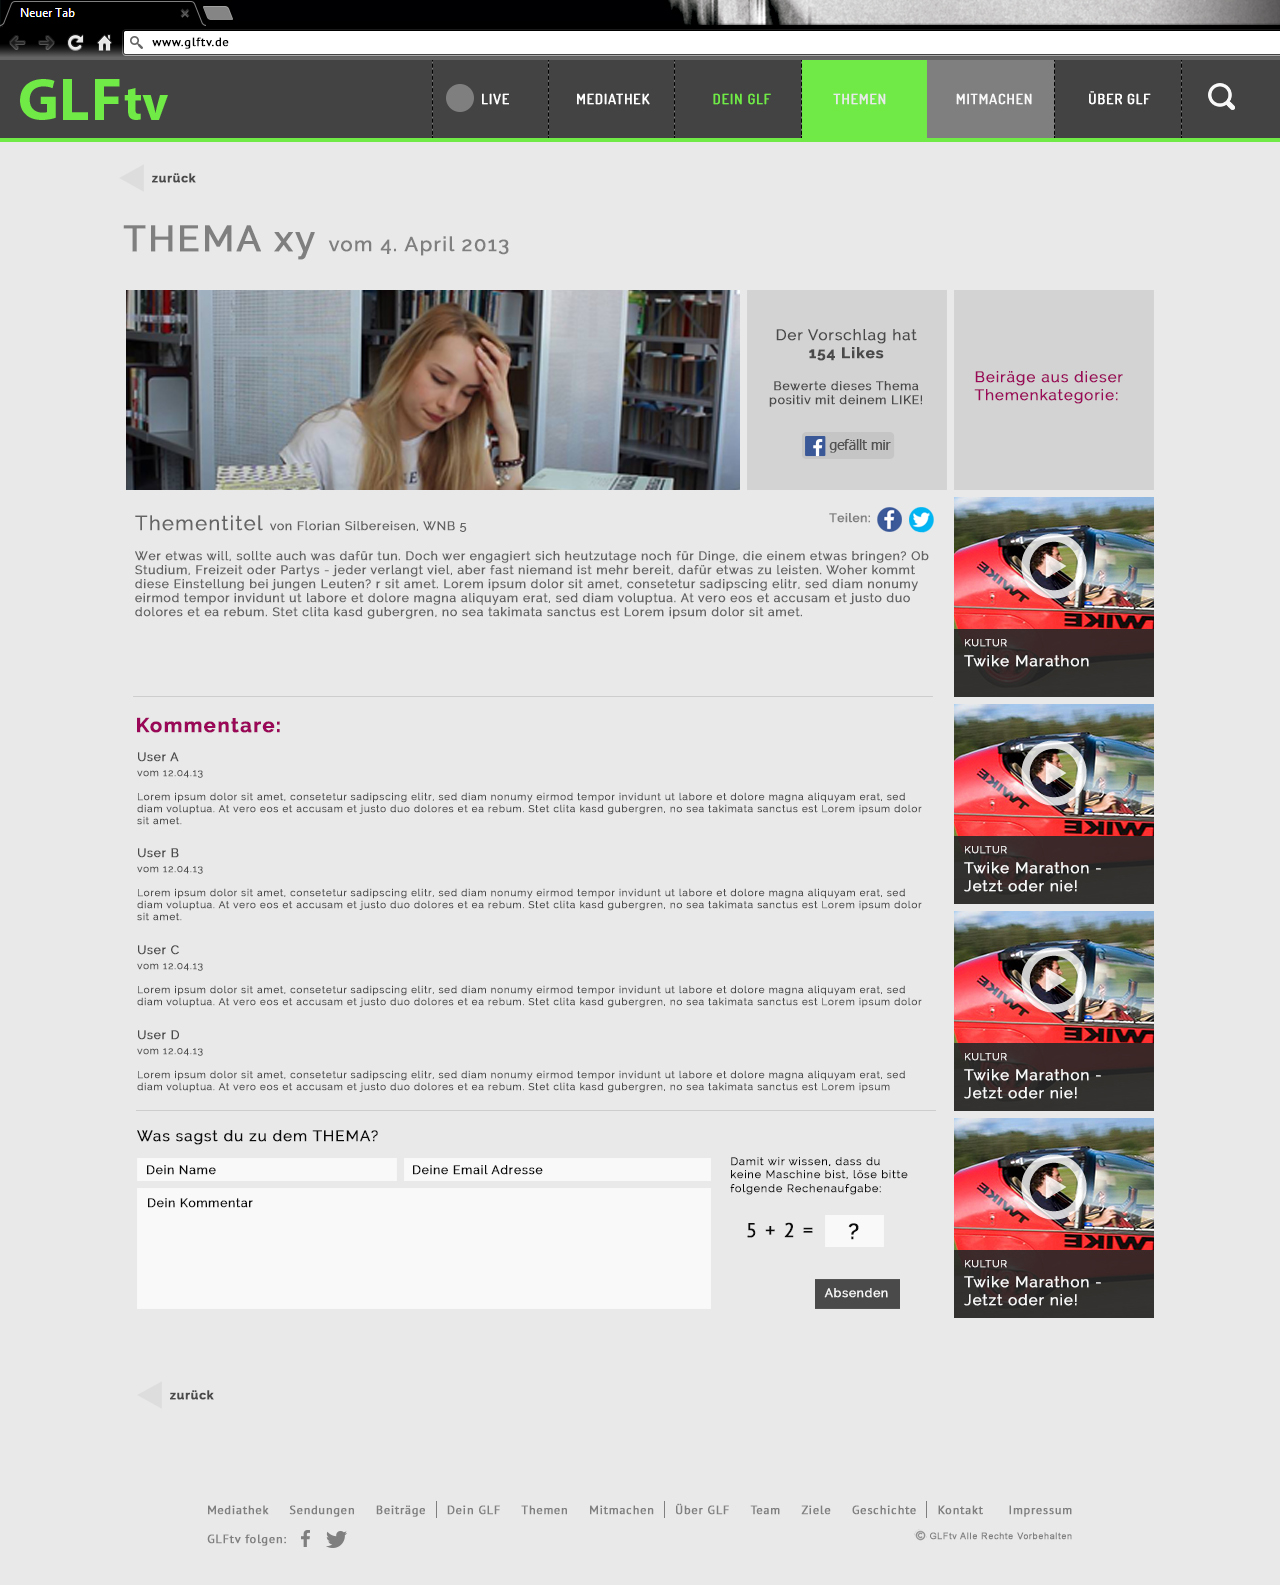 Neuer Tab
www.glftv.de
GLFtv
LIVE
MEDIATHEK
DEIN GLF
THEMEN
MITMACHEN
ÜBER GLF
zurück
THEMA xy vom 4. April 2013
Der Vorschlag hat
154 Likes
Bewerte dieses Thema
positiv mit deinem LIKE!
gefällt mir
Beiräge aus dieser
Themenkategorie:
Thementitel von Florian Silbereisen, WNB 5
Teilen:
Wer etwas will, sollte auch was dafür tun. Doch wer engagiert sich heutzutage noch für Dinge, die einem etwas bringen? Ob
Studium, Freizeit oder Partys - jeder verlangt viel, aber fast niemand ist mehr bereit, dafür etwas zu leisten. Woher kommt
diese Einstellung bei jungen Leuten? r sit amet. Lorem ipsum dolor sit amet, consetetur sadipscing elitr, sed diam nonumy
eirmod tempor invidunt ut labore et dolore magna aliquyam erat, sed diam voluptua. At vero eos et accusam et justo duo
dolores et ea rebum. Stet clita kasd gubergren, no sea takimata sanctus est Lorem ipsum dolor sit amet.
TWIKE
TWIKE
KULTUR
Twike Marathon
Kommentare:
User A
vom 12.04.13
Lorem ipsum dolor sit amet, consetetur sadipscing elitr, sed diam nonumy eirmod tempor invidunt ut labore et dolore magna aliquyam erat, sed
diam voluptua. At vero eos et accusam et justo duo dolores et ea rebum. Stet clita kasd gubergren, no sea takimata sanctus est Lorem ipsum dolor
sit amet.
User B
vom 12.04.13
Lorem ipsum dolor sit amet, consetetur sadipscing elitr, sed diam nonumy eirmod tempor invidunt ut labore et dolore magna aliquyam erat, sed
diam voluptua. At vero eos et accusam et justo duo dolores et ea rebum. Stet clita kasd gubergren, no sea takimata sanctus est Lorem ipsum dolor
sit amet.
User C
vom 12.04.13
Lorem ipsum dolor sit amet, consetetur sadipscing elitr, sed diam nonumy eirmod tempor invidunt ut labore et dolore magna aliquyam erat, sed
diam voluptua. At vero eos et accusam et justo duo dolores et ea rebum. Stet clita kasd gubergren, no sea takimata sanctus est Lorem ipsum dolor
User D
vom 12.04.13
Lorem ipsum dolor sit amet, consetetur sadipscing elitr, sed diam nonumy eirmod tempor invidunt ut labore et dolore magna aliquyam erat, sed
diam voluptua. At vero eos et accusam et justo duo dolores et ea rebum. Stet clita kasd gubergren, no sea takimata sanctus est Lorem ipsum
TWIKE
TWIKE
KULTUR
Twike Marathon -
Jetzt oder nie!
TWIKE
TWIKE
KULTUR
Twike Marathon -
Jetzt oder nie!
TWIKE
TWIKE
KULTUR
Twike Marathon -
Jetzt oder nie!
Was sagst du zu dem THEMA?
Dein Name
Deine Email Adresse
Dein Kommentar
Damit wir wissen, dass du
keine Maschine bist, löse bitte
folgende Rechenaufgabe:
5 + 2 = ?
Absenden
zurück
Mediathek Sendungen Beiträge Dein GLF Themen Mitmachen Über GLF Team Ziele Geschichte Kontakt Impressum
GLFtv folgen:
© GLFtv Alle Rechte Vorbehalten